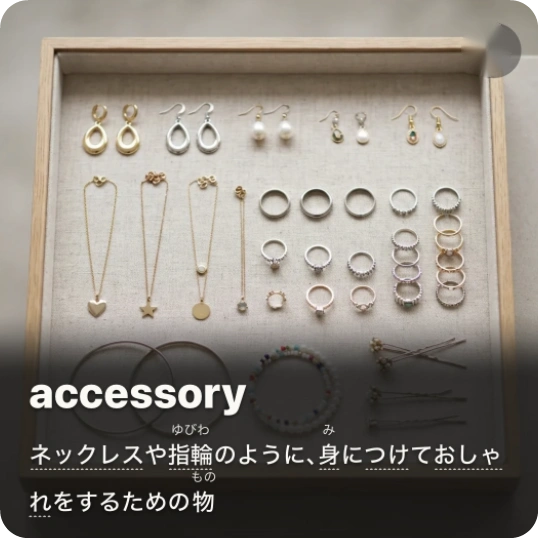 accessory
ゆびわ み
ネックレスや指輪のように、身につけておしゃ
もの
れをするための物